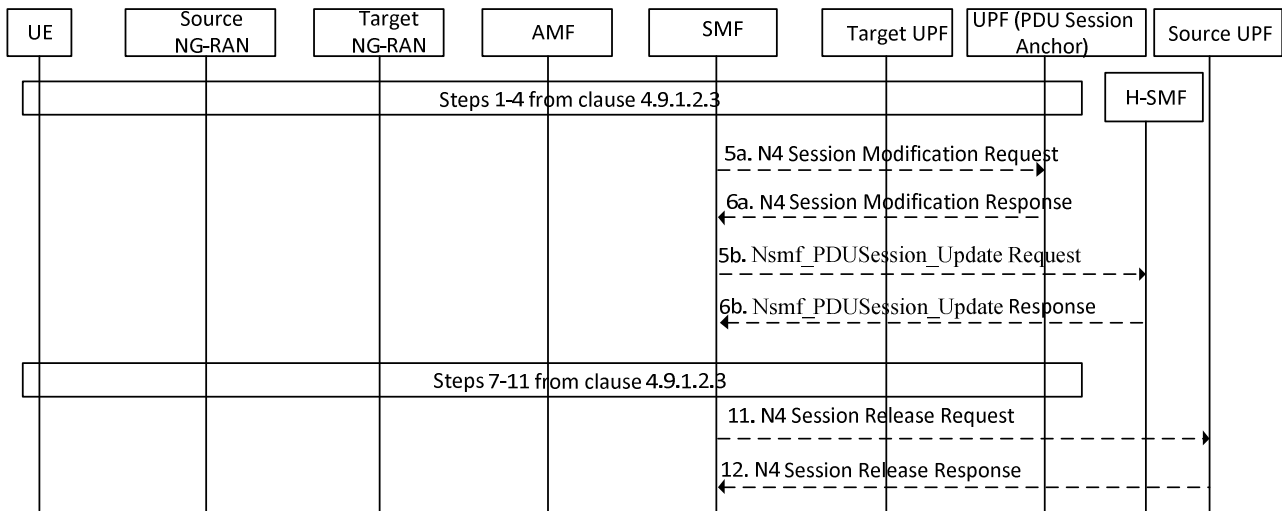 UE
Source
NG-RAN
Target
NG-RAN
AMF
SMF
Target UPF
UPF (PDU Session
Anchor)
Source UPF
Steps 1-4 from clause 4.9.1.2.3
H-SMF
5a. N4 Session Modification Request
6a. N4 Session Modification Response
5b. Nsmf_PDUSession_Update Request
6b. Nsmf_PDUSession_Update Response
Steps 7-11 from clause 4.9.1.2.3
11. N4 Session Release Request
12. N4 Session Release Response